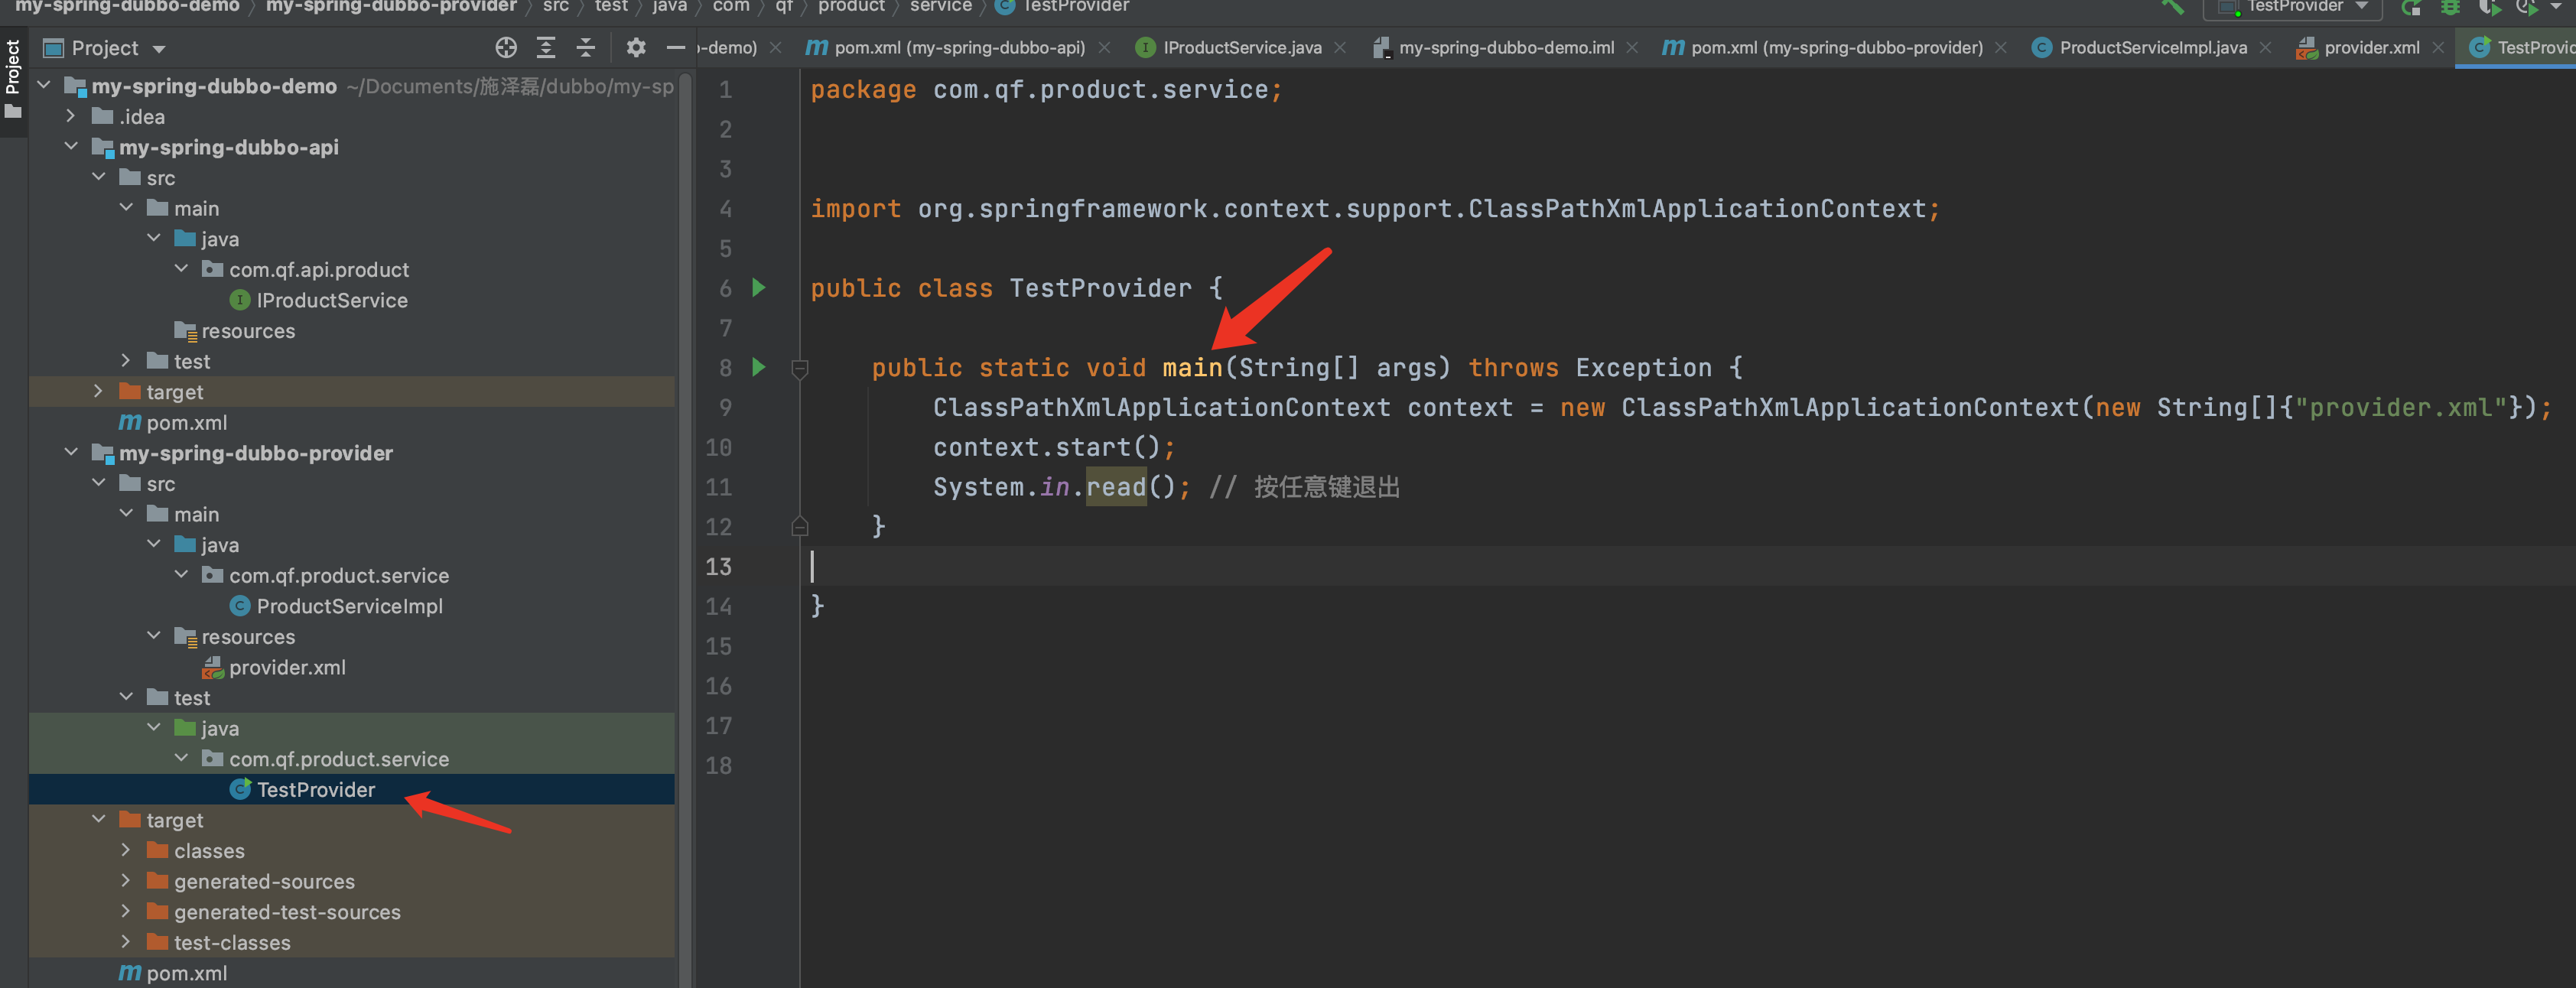 my-spring-dubbo-demo 〉 my-spring-dubbo-provider 〉 src 〉 test 〉 java 〉 com 〉 qf 〉 product 〉 service 〉 TestProvider
TestProvider
Project
Project
-demo)
pom.xml (my-spring-dubbo-api)
IProductService.java
my-spring-dubbo-demo.iml
pom.xml (my-spring-dubbo-provider)
ProductServiceImpl.java
provider.xml
TestProvid
my-spring-dubbo-demo ~/Documents/施泽磊/dubbo/my-sp
.idea
my-spring-dubbo-api
src
main
java
com.qf.api.product
IProductService
resources
test
target
pom.xml
my-spring-dubbo-provider
src
main
java
com.qf.product.service
ProductServiceImpl
resources
provider.xml
test
java
com.qf.product.service
TestProvider
target
classes
generated-sources
generated-test-sources
test-classes
pom.xml
1 package com.qf.product.service;
2
3
4 import org.springframework.context.support.ClassPathXmlApplicationContext;
5
6 public class TestProvider {
7
8 public static void main(String[] args) throws Exception {
9 ClassPathXmlApplicationContext context = new ClassPathXmlApplicationContext(new String[]{"provider.xml"});
10 context.start();
11 System.in.read(); // 按任意键退出
12 }
13
14 }
15
16
17
18